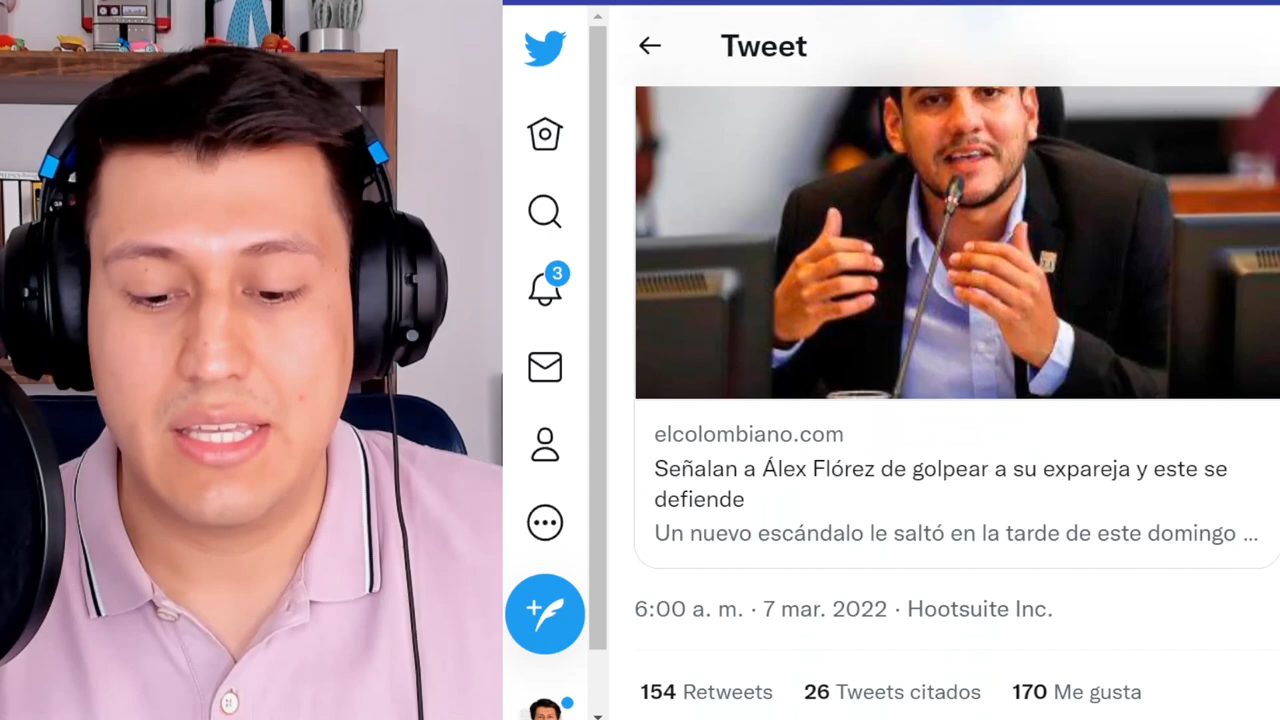 Tweet
3
elcolombiano.com
Señalan a Álex Flórez de golpear a su expareja y este se
defiende
Un nuevo escándalo le saltó en la tarde de este domingo ...
6:00 a. m. · 7 mar. 2022 · Hootsuite Inc.
154 Retweets 26 Tweets citados 170 Me gusta